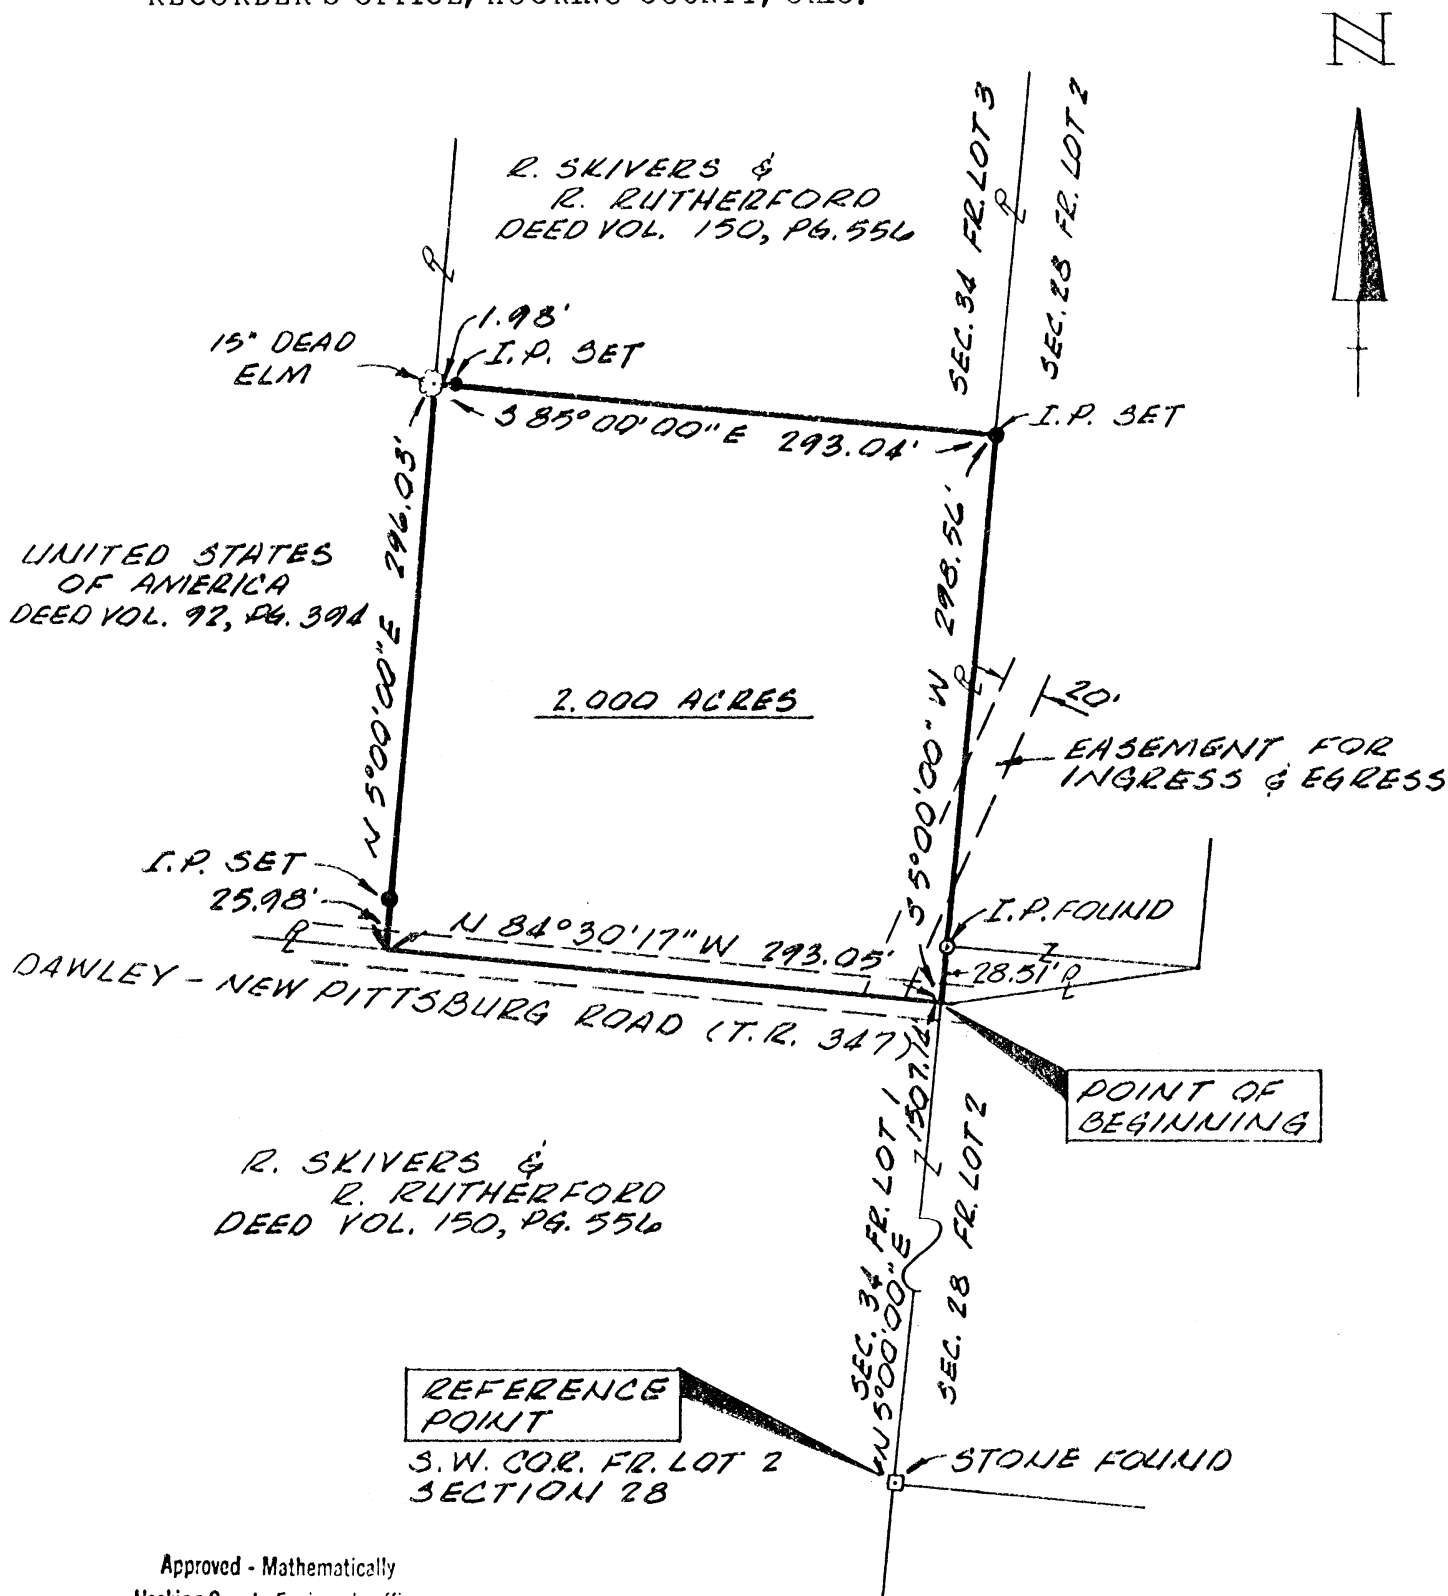 RECORDER'S OFFICE, HOCKING COUNTY, OHIO.
N
R. SKIVERS &
R. RUTHERFORD
DEED VOL. 150, PG. 556
SEC. 34 FR. LOT 3
SEC. 28 FR. LOT 2
15" DEAD
ELM
1.98'
I.P. SET
I.P. SET
S 85°00'00" E 293.04'
N 5°00'00" E 296.03'
S 5°00'00" W 298.56'
UNITED STATES
OF AMERICA
DEED VOL. 92, PG. 394
2.000 ACRES
20'
EASEMENT FOR
INGRESS & EGRESS
I.P. SET
25.98'
I.P. FOUND
N 84°30'17" W 293.05'
28.51'
DAWLEY - NEW PITTSBURG ROAD (T.R. 347)
POINT OF
BEGINNING
R. SKIVERS &
R. RUTHERFORD
DEED VOL. 150, PG. 556
SEC. 34 FR. LOT 1
N 5°00'00" E 1507.14'
SEC. 28 FR. LOT 2
REFERENCE
POINT
S.W. COR. FR. LOT 2
SECTION 28
STONE FOUND
Approved - Mathematically